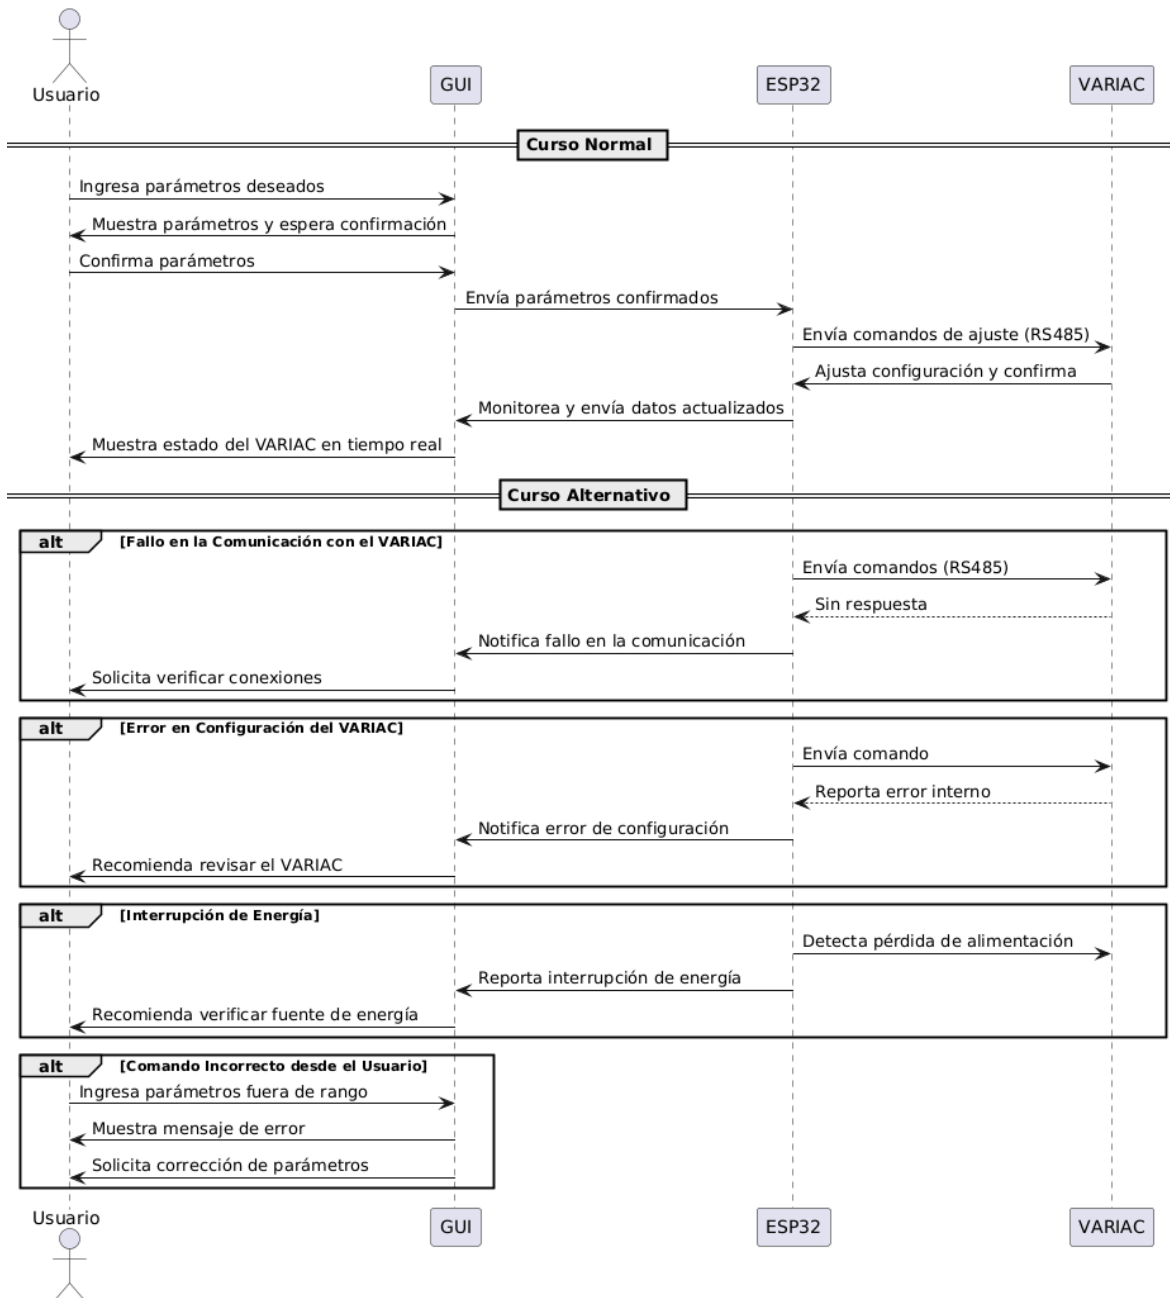 Usuario
GUI
ESP32
VARIAC
Curso Normal
Ingresa parámetros deseados
Muestra parámetros y espera confirmación
Confirma parámetros
Envía parámetros confirmados
Envía comandos de ajuste (RS485)
Ajusta configuración y confirma
Monitorea y envía datos actualizados
Muestra estado del VARIAC en tiempo real
Curso Alternativo
alt [Fallo en la Comunicación con el VARIAC]
Envía comandos (RS485)
Sin respuesta
Notifica fallo en la comunicación
Solicita verificar conexiones
alt [Error en Configuración del VARIAC]
Envía comando
Reporta error interno
Notifica error de configuración
Recomienda revisar el VARIAC
alt [Interrupción de Energía]
Detecta pérdida de alimentación
Reporta interrupción de energía
Recomienda verificar fuente de energía
alt [Comando Incorrecto desde el Usuario]
Ingresa parámetros fuera de rango
Muestra mensaje de error
Solicita corrección de parámetros
Usuario
GUI
ESP32
VARIAC